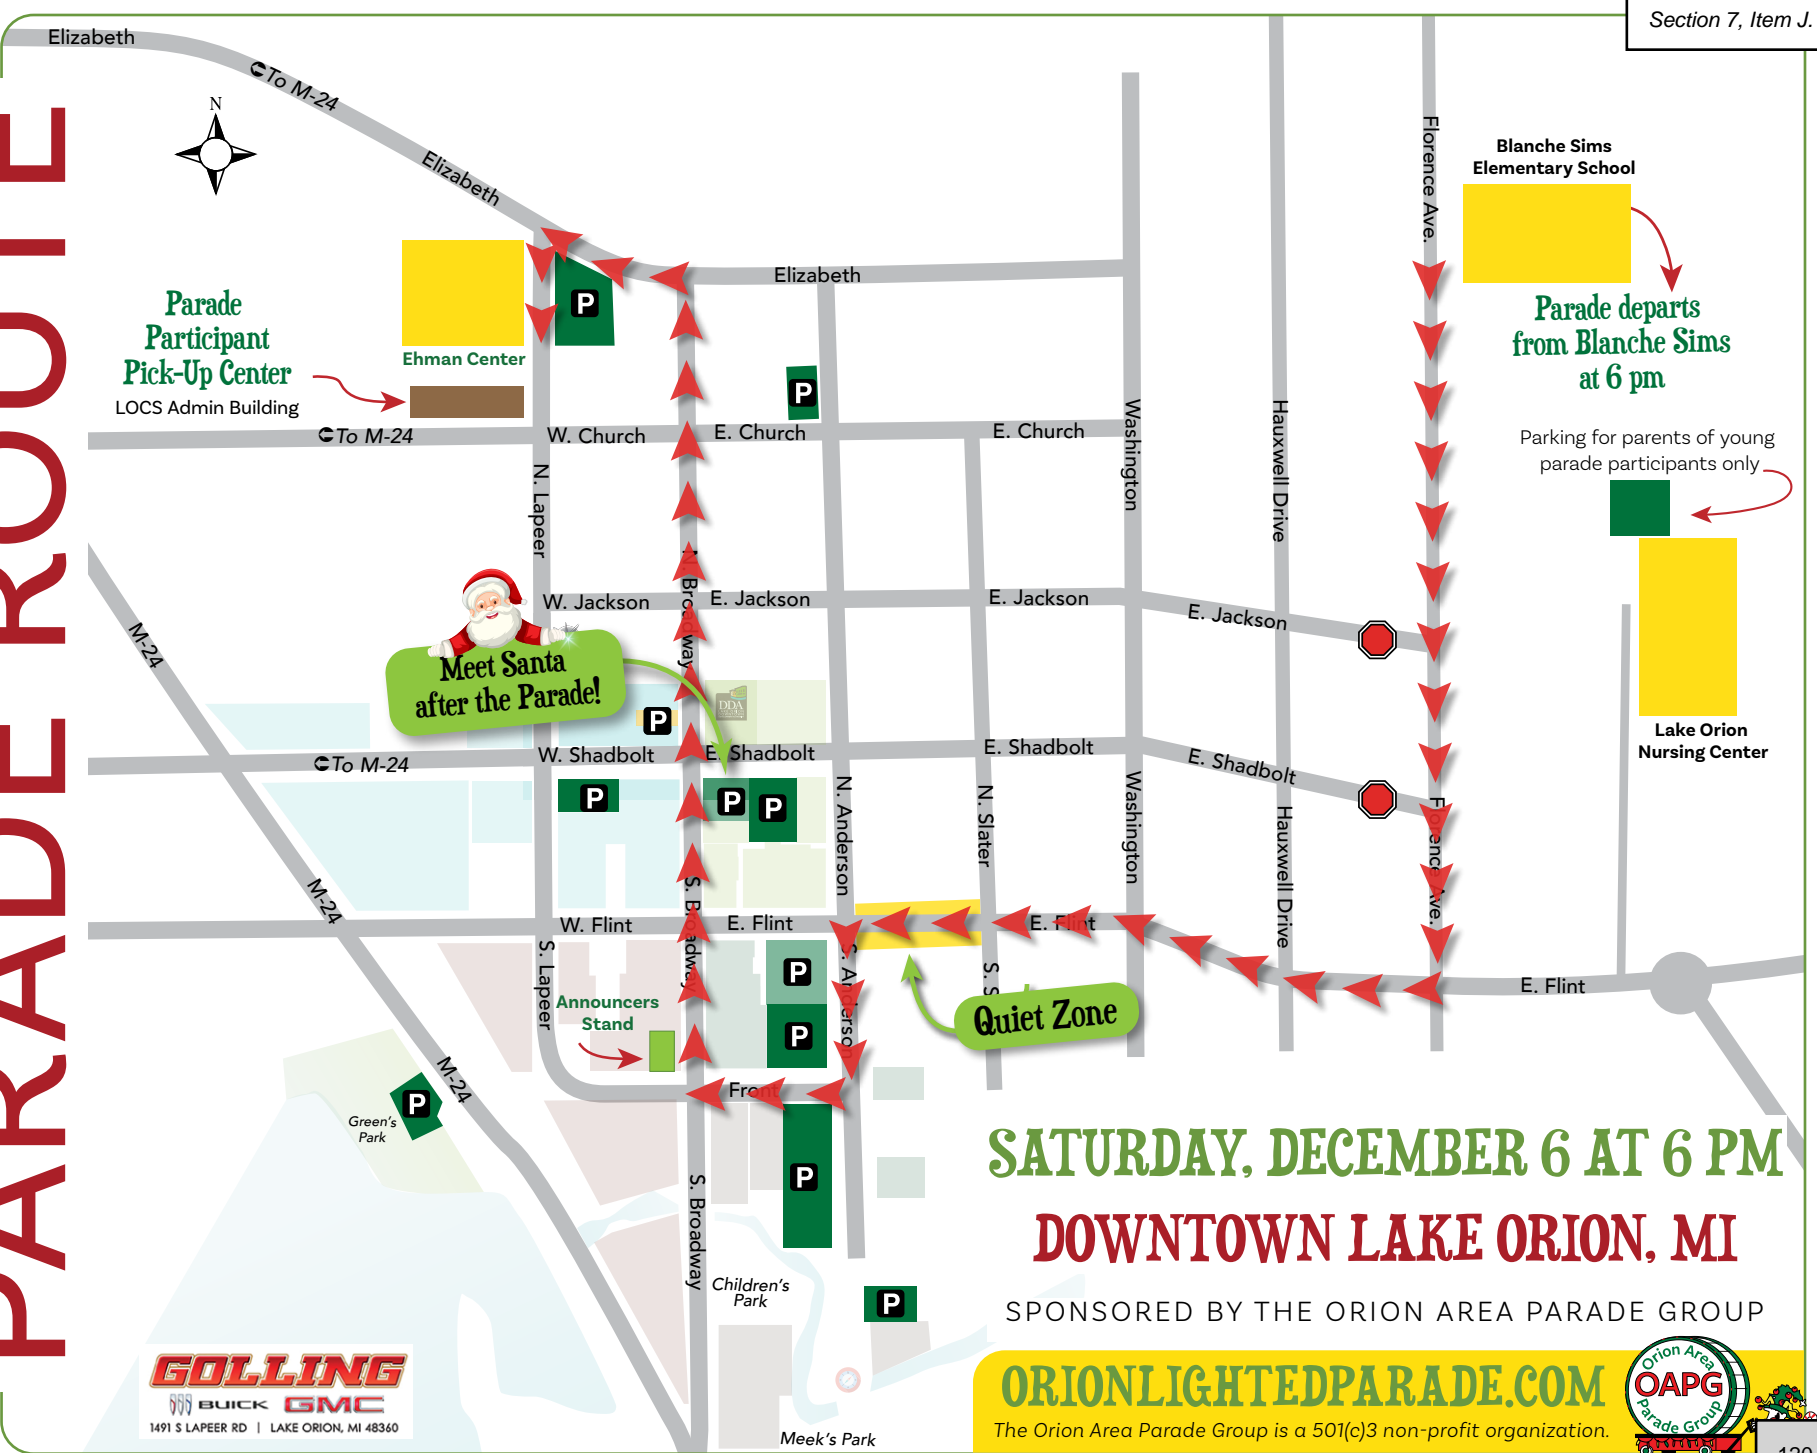 Section 7, Item J.
PARADE ROUTE
Elizabeth
To M-24
N
Elizabeth
Elizabeth
Florence Ave.
Blanche Sims
Elementary School
Parade departs
from Blanche Sims
at 6 pm
Parade
Participant
Pick-Up Center
LOCS Admin Building
Ehman Center
P
P
To M-24
W. Church
E. Church
E. Church
Washington
Hauxwell Drive
Parking for parents of young
parade participants only
N. Lapeer
N. Broadway
W. Jackson
E. Jackson
E. Jackson
E. Jackson
M-24
Meet Santa
after the Parade!
DDA
P
Lake Orion
Nursing Center
To M-24
W. Shadbolt
E. Shadbolt
E. Shadbolt
E. Shadbolt
P
P
P
N. Anderson
N. Slater
Washington
Hauxwell Drive
Florence Ave.
M-24
S. Broadway
W. Flint
E. Flint
E. Flint
E. Flint
S. Lapeer
S. Anderson
S. S
P
P
Announcers
Stand
Quiet Zone
M-24
Front
P
Green's
Park
P
S. Broadway
Children's
Park
P
Meek's Park
SATURDAY, DECEMBER 6 AT 6 PM
DOWNTOWN LAKE ORION, MI
SPONSORED BY THE ORION AREA PARADE GROUP
ORIONLIGHTEDPARADE.COM
The Orion Area Parade Group is a 501(c)3 non-profit organization.
Orion Area
OAPG
Parade Group
GOLLING
BUICK GMC
1491 S LAPEER RD | LAKE ORION, MI 48360